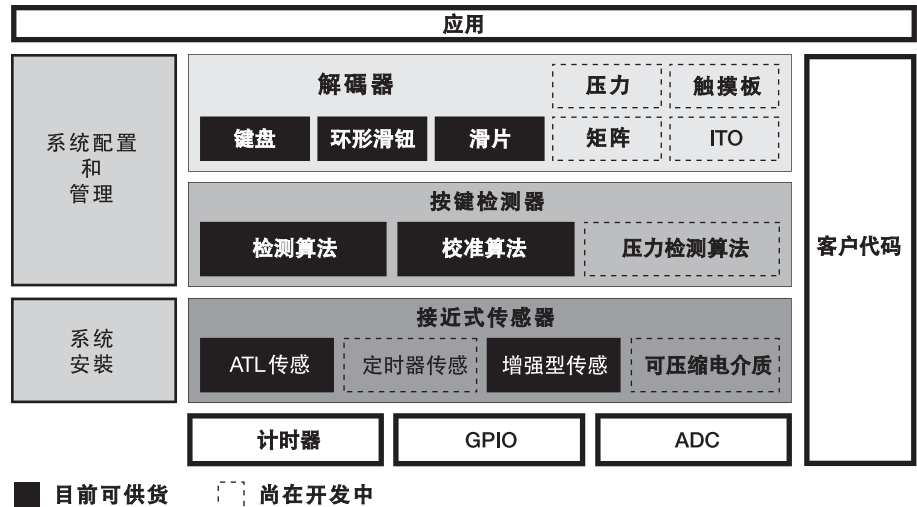 应用
系统配置
和
管理
解碼器
压力
触摸板
键盘
环形滑钮
滑片
矩阵
ITO
按键检测器
检测算法
校准算法
压力检测算法
客户代码
系统
安裝
接近式传感器
ATL传感
定时器传感
增强型传感
可压缩电介质
计时器
GPIO
ADC
目前可供货
尚在开发中